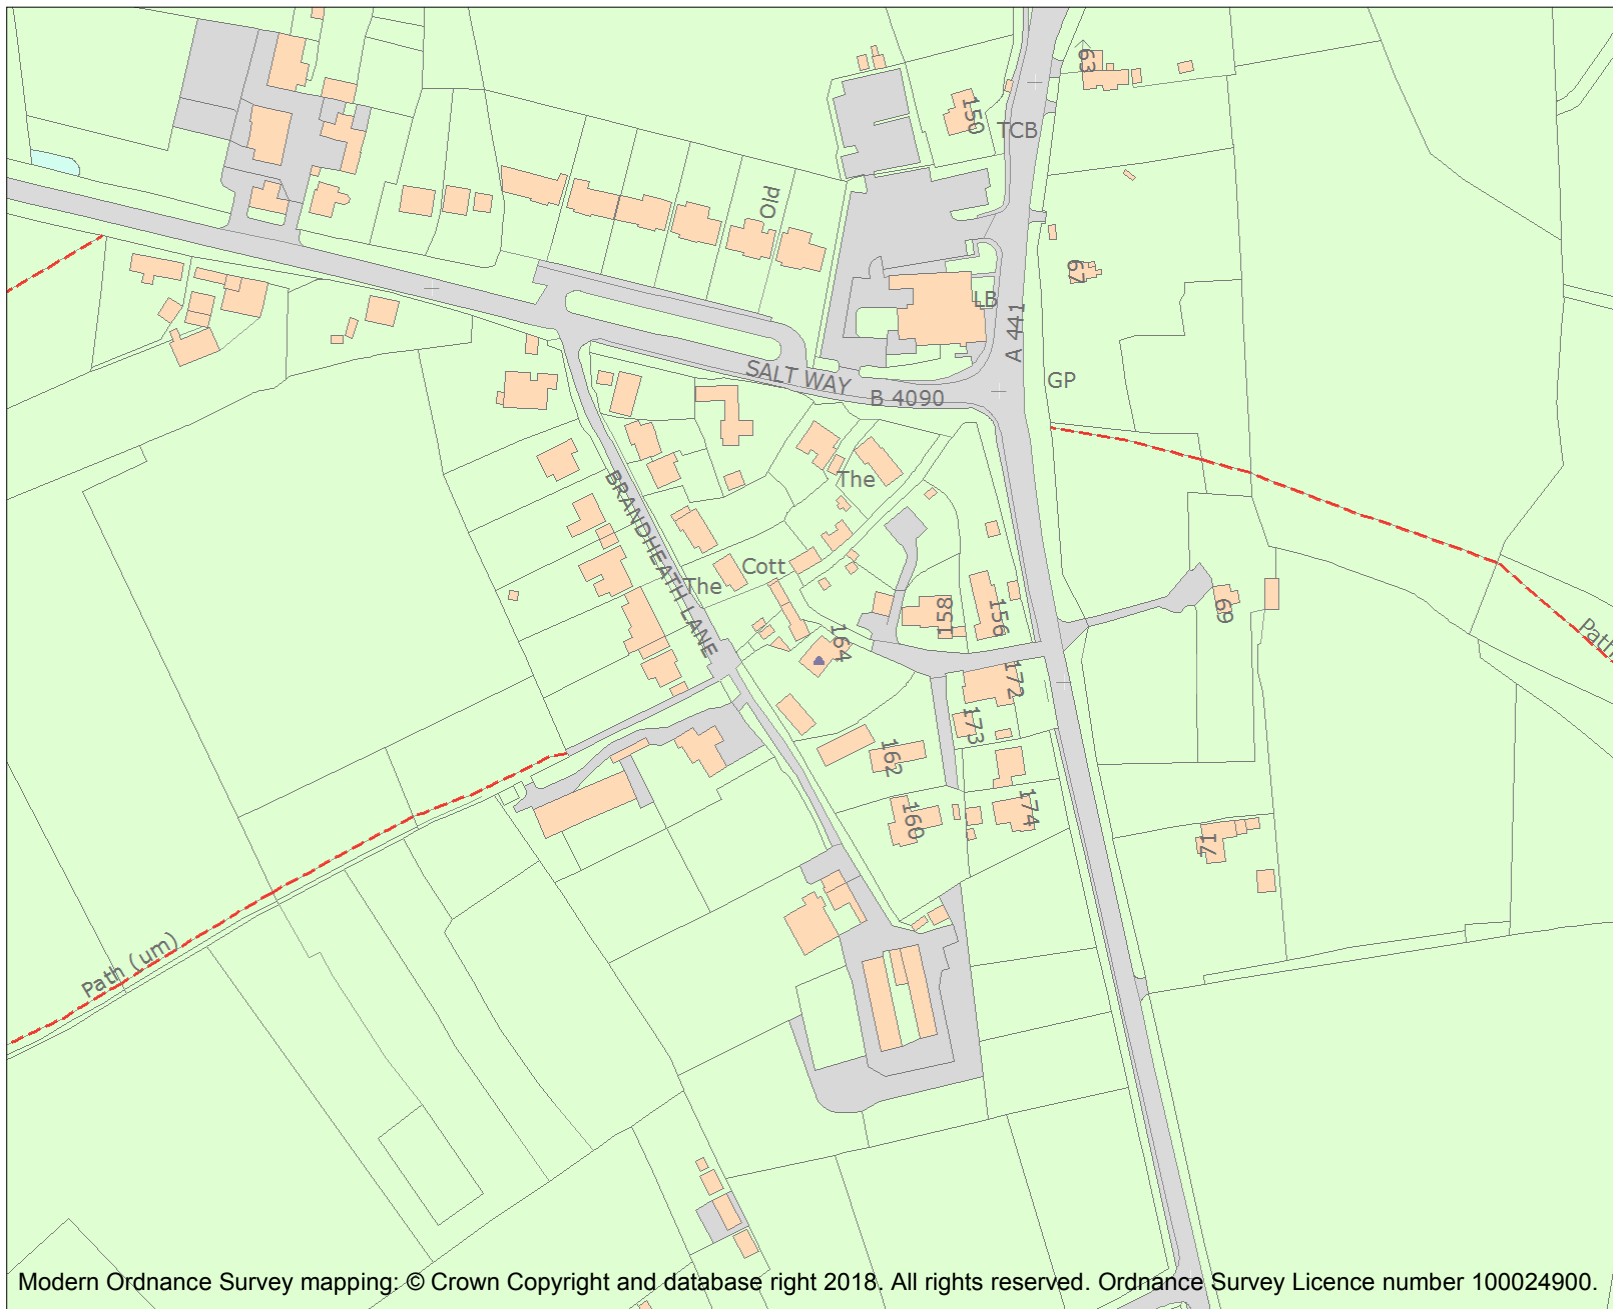 63
150
TCB
Old
67
LB
A 441
GP
SALT WAY
B 4090
The
BRANDHEATH LANE
Cott
The
158
156
69
164
Path
172
173
162
160
174
71
Path (um)
Modern Ordnance Survey mapping: © Crown Copyright and database right 2018. All rights reserved. Ordnance Survey Licence number 100024900.